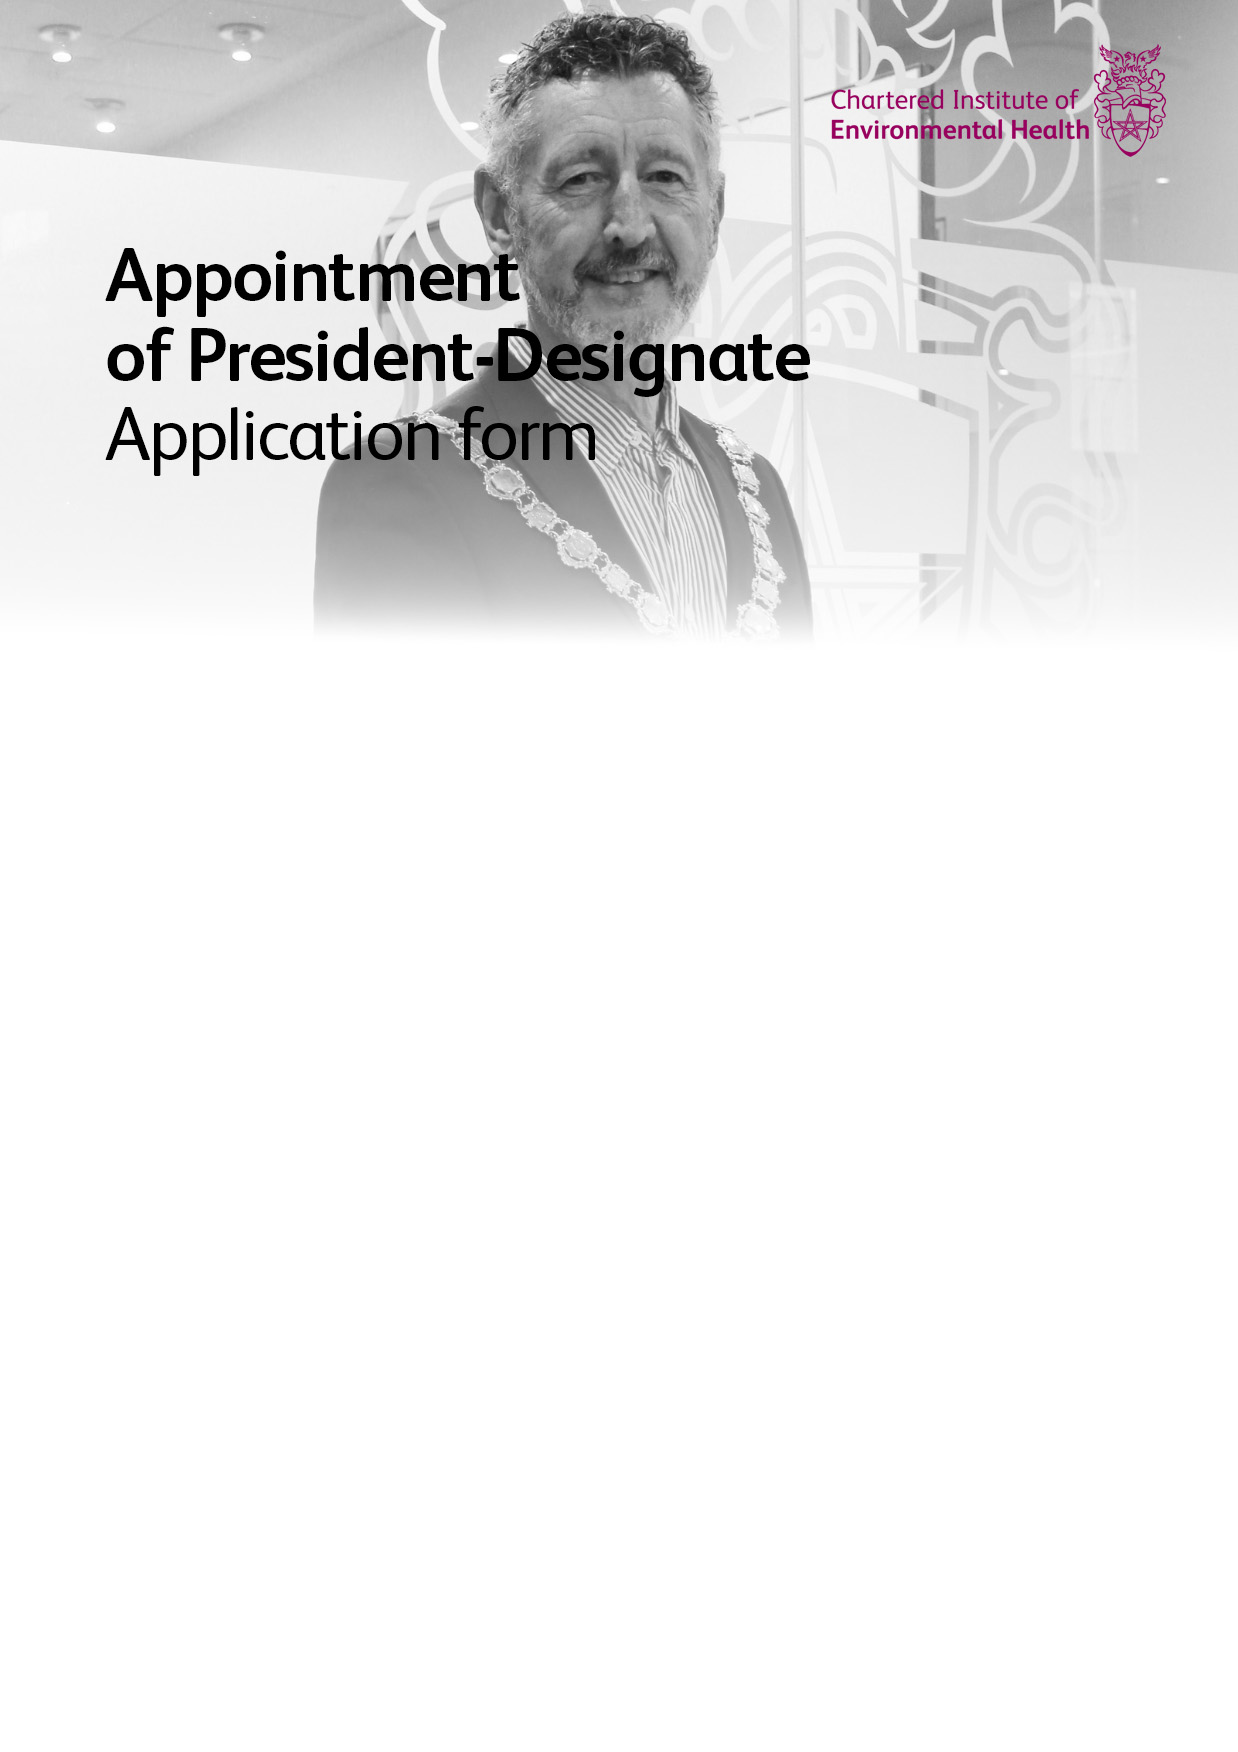 Chartered Institute of
Environmental Health
Appointment
of President-Designate
Application form